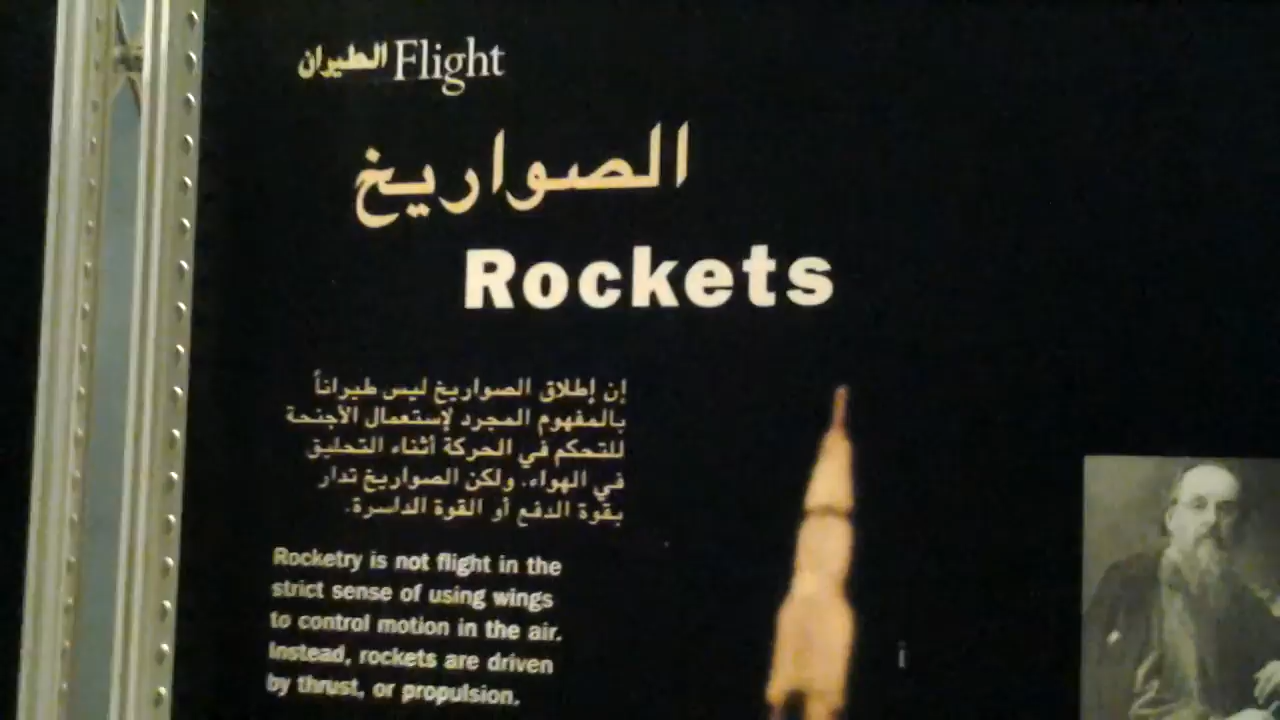 الطيران Flight
الصواريخ
Rockets
إن إطلاق الصواريخ ليس طيراناً
بالمفهوم المجرد لإستعمال الأجنحة
للتحكم في الحركة أثناء التحليق
في الهواء. ولكن الصواريخ تدار
بقوة الدفع أو القوة الداسرة.
Rocketry is not flight in the
strict sense of using wings
to control motion in the air.
Instead, rockets are driven
by thrust, or propulsion.